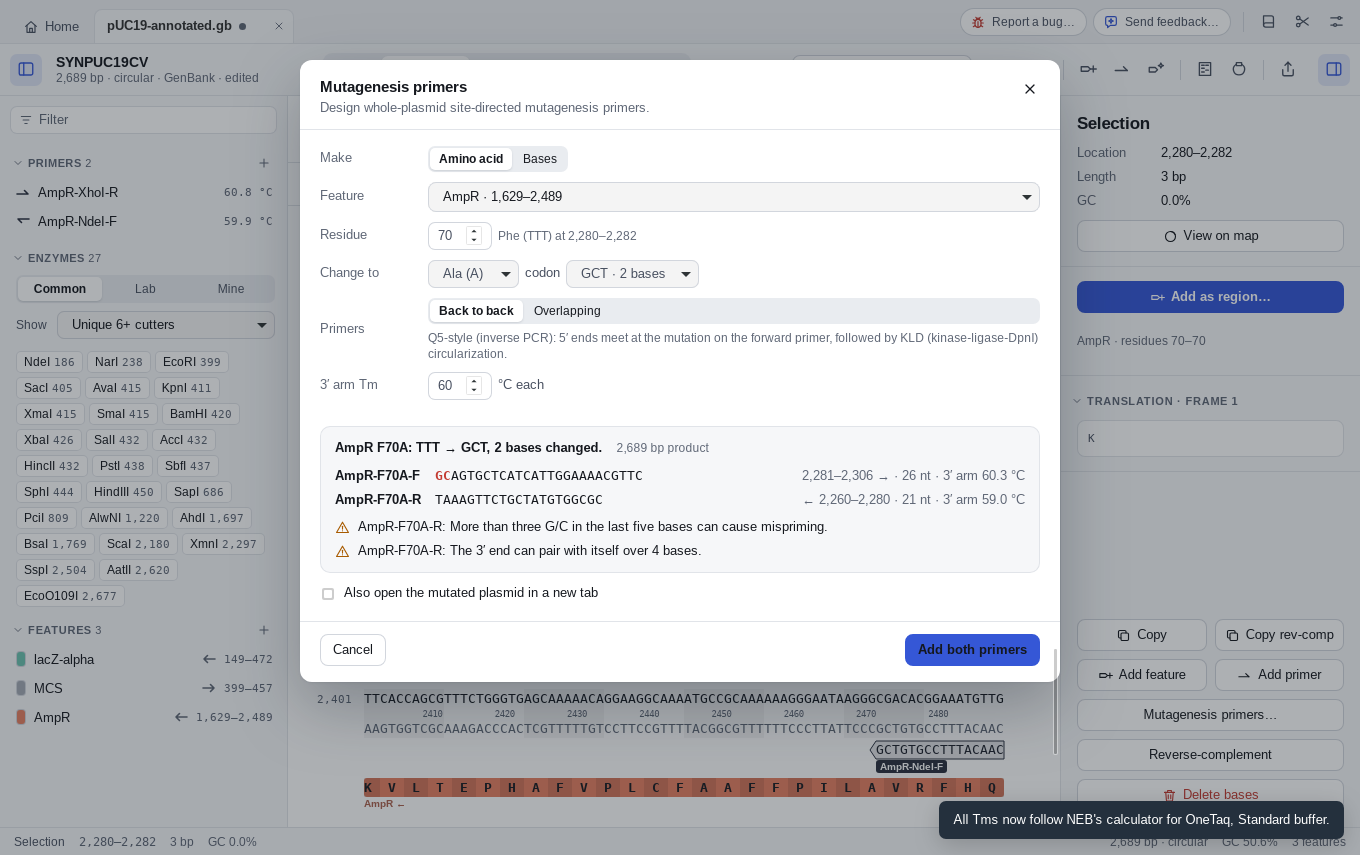 Home
pUC19-annotated.gb
Report a bug…
Send feedback…
SYNPUC19CV
2,689 bp · circular · GenBank · edited
Filter
PRIMERS 2
AmpR-XhoI-R 60.8 °C
AmpR-NdeI-F 59.9 °C
ENZYMES 27
Common Lab Mine
Show Unique 6+ cutters
NdeI 186 NarI 238 EcoRI 399
SacI 405 AvaI 415 KpnI 411
XmaI 415 SmaI 415 BamHI 420
XbaI 426 SalI 432 AccI 432
HincII 432 PstI 438 SbfI 437
SphI 444 HindIII 450 SapI 686
PciI 809 AlwNI 1,220 AhdI 1,697
BsaI 1,769 ScaI 2,180 XmnI 2,297
SspI 2,504 AatII 2,620
EcoO109I 2,677
FEATURES 3
lacZ-alpha ← 149–472
MCS → 399–457
AmpR ← 1,629–2,489
Mutagenesis primers
Design whole-plasmid site-directed mutagenesis primers.
Make Amino acid Bases
Feature AmpR · 1,629–2,489
Residue 70 Phe (TTT) at 2,280–2,282
Change to Ala (A) codon GCT · 2 bases
Primers Back to back Overlapping
Q5-style (inverse PCR): 5′ ends meet at the mutation on the forward primer, followed by KLD (kinase-ligase-DpnI)
circularization.
3′ arm Tm 60 °C each
AmpR F70A: TTT → GCT, 2 bases changed. 2,689 bp product
AmpR-F70A-F GCAGTGCTCATCATTGGAAAACGTTC 2,281–2,306 → · 26 nt · 3′ arm 60.3 °C
AmpR-F70A-R TAAAGTTCTGCTATGTGGCGC ← 2,260–2,280 · 21 nt · 3′ arm 59.0 °C
AmpR-F70A-R: More than three G/C in the last five bases can cause mispriming.
AmpR-F70A-R: The 3′ end can pair with itself over 4 bases.
Also open the mutated plasmid in a new tab
Cancel
Add both primers
2,401 TTCACCAGCGTTTCTGGGTGAGCAAAAACAGGAAGGCAAAATGCCGCAAAAAAGGGAATAAGGGCGACACGGAAATGTTG
2410 2420 2430 2440 2450 2460 2470 2480
AAGTGGTCGCAAAGACCCACTCGTTTTTGTCCTTCCGTTTTACGGCGTTTTTTCCCTTATTCCCGCTGTGCCTTTACAAC
GCTGTGCCTTTACAAC
AmpR-NdeI-F
K V L T E P H A F V P L C F A A F F P I L A V R F H Q
AmpR ←
Selection
Location 2,280–2,282
Length 3 bp
GC 0.0%
View on map
Add as region…
AmpR · residues 70–70
TRANSLATION · FRAME 1
K
Copy
Copy rev-comp
Add feature
Add primer
Mutagenesis primers…
Reverse-complement
Delete bases
All Tms now follow NEB's calculator for OneTaq, Standard buffer.
Selection 2,280–2,282 3 bp GC 0.0%
2,689 bp · circular GC 50.6% 3 features